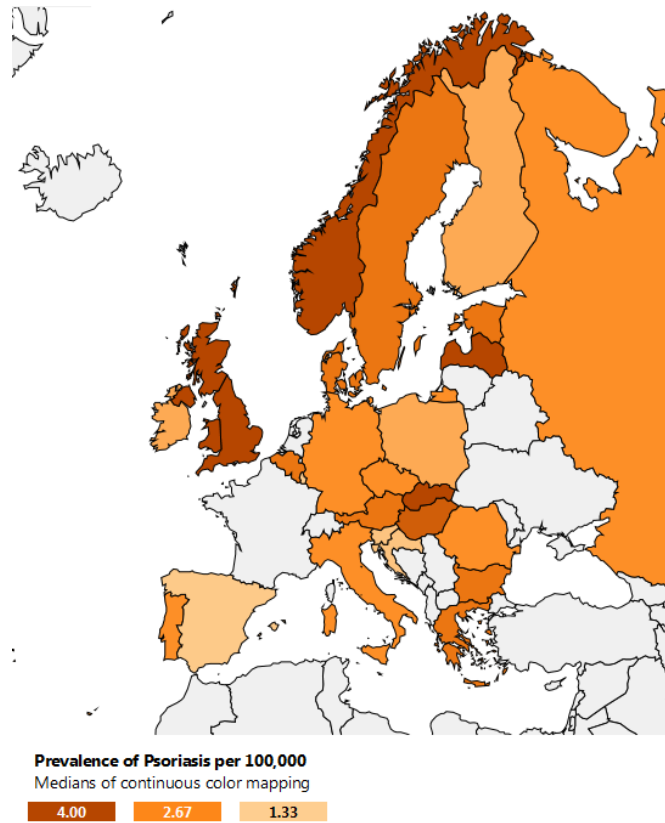 Prevalence of Psoriasis per 100,000
Medians of continuous color mapping
4.00 2.67 1.33